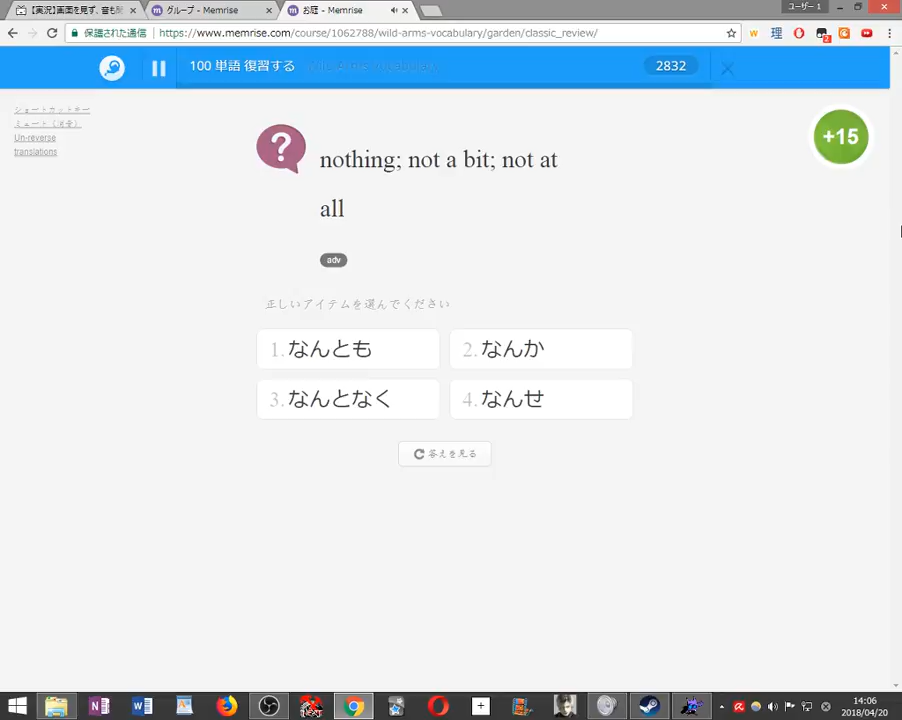 【実況】画面を見ず、音も
グループ - Memrise
お庭 - Memrise
ユーザー 1
保護された通信
https://www.memrise.com/course/1062788/wild-arms-vocabulary/garden/classic_review/
100 単語 復習する
Wild Arms Vocabulary
2832
ショートカットキー
ミュート (消音)
Un-reverse
translations
+15
nothing; not a bit; not at
all
adv
正しいアイテムを選んでください
1. なんとも
2. なんか
3. なんとなく
4. なんせ
答えを見る
14:06
2018/04/20